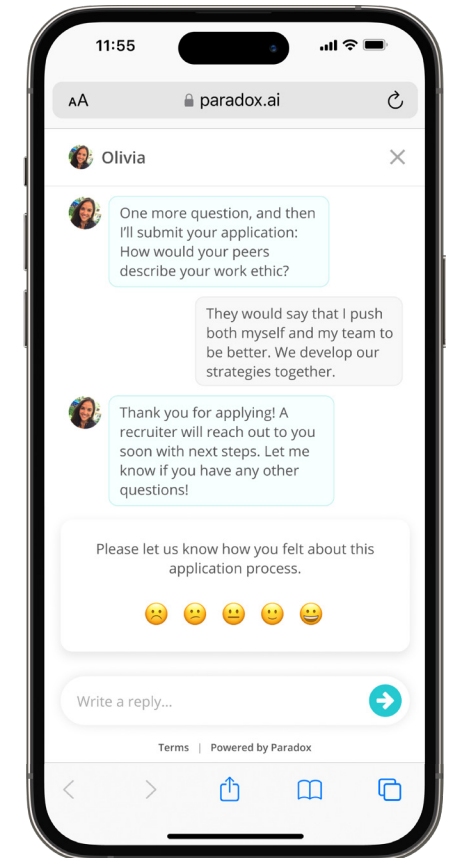 11:55
AA paradox.ai
Olivia
One more question, and then
I'll submit your application:
How would your peers
describe your work ethic?
They would say that I push
both myself and my team to
be better. We develop our
strategies together.
Thank you for applying! A
recruiter will reach out to you
soon with next steps. Let me
know if you have any other
questions!
Please let us know how you felt about this
application process.
Write a reply...
Terms | Powered by Paradox